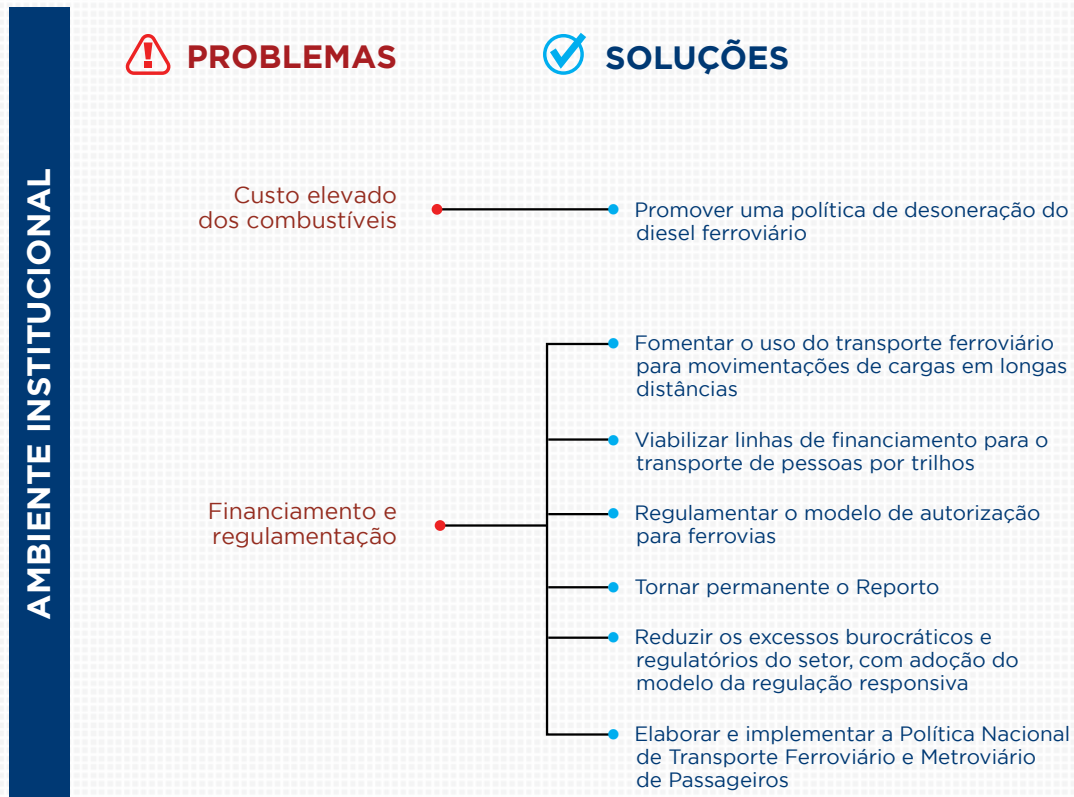 AMBIENTE INSTITUCIONAL
PROBLEMAS
SOLUÇÕES
Custo elevado
dos combustíveis
Promover uma política de desoneração do
diesel ferroviário
Financiamento e
regulamentação
Fomentar o uso do transporte ferroviário
para movimentações de cargas em longas
distâncias
Viabilizar linhas de financiamento para o
transporte de pessoas por trilhos
Regulamentar o modelo de autorização
para ferrovias
Tornar permanente o Reporto
Reduzir os excessos burocráticos e
regulatórios do setor, com adoção do
modelo da regulação responsiva
Elaborar e implementar a Política Nacional
de Transporte Ferroviário e Metroviário
de Passageiros